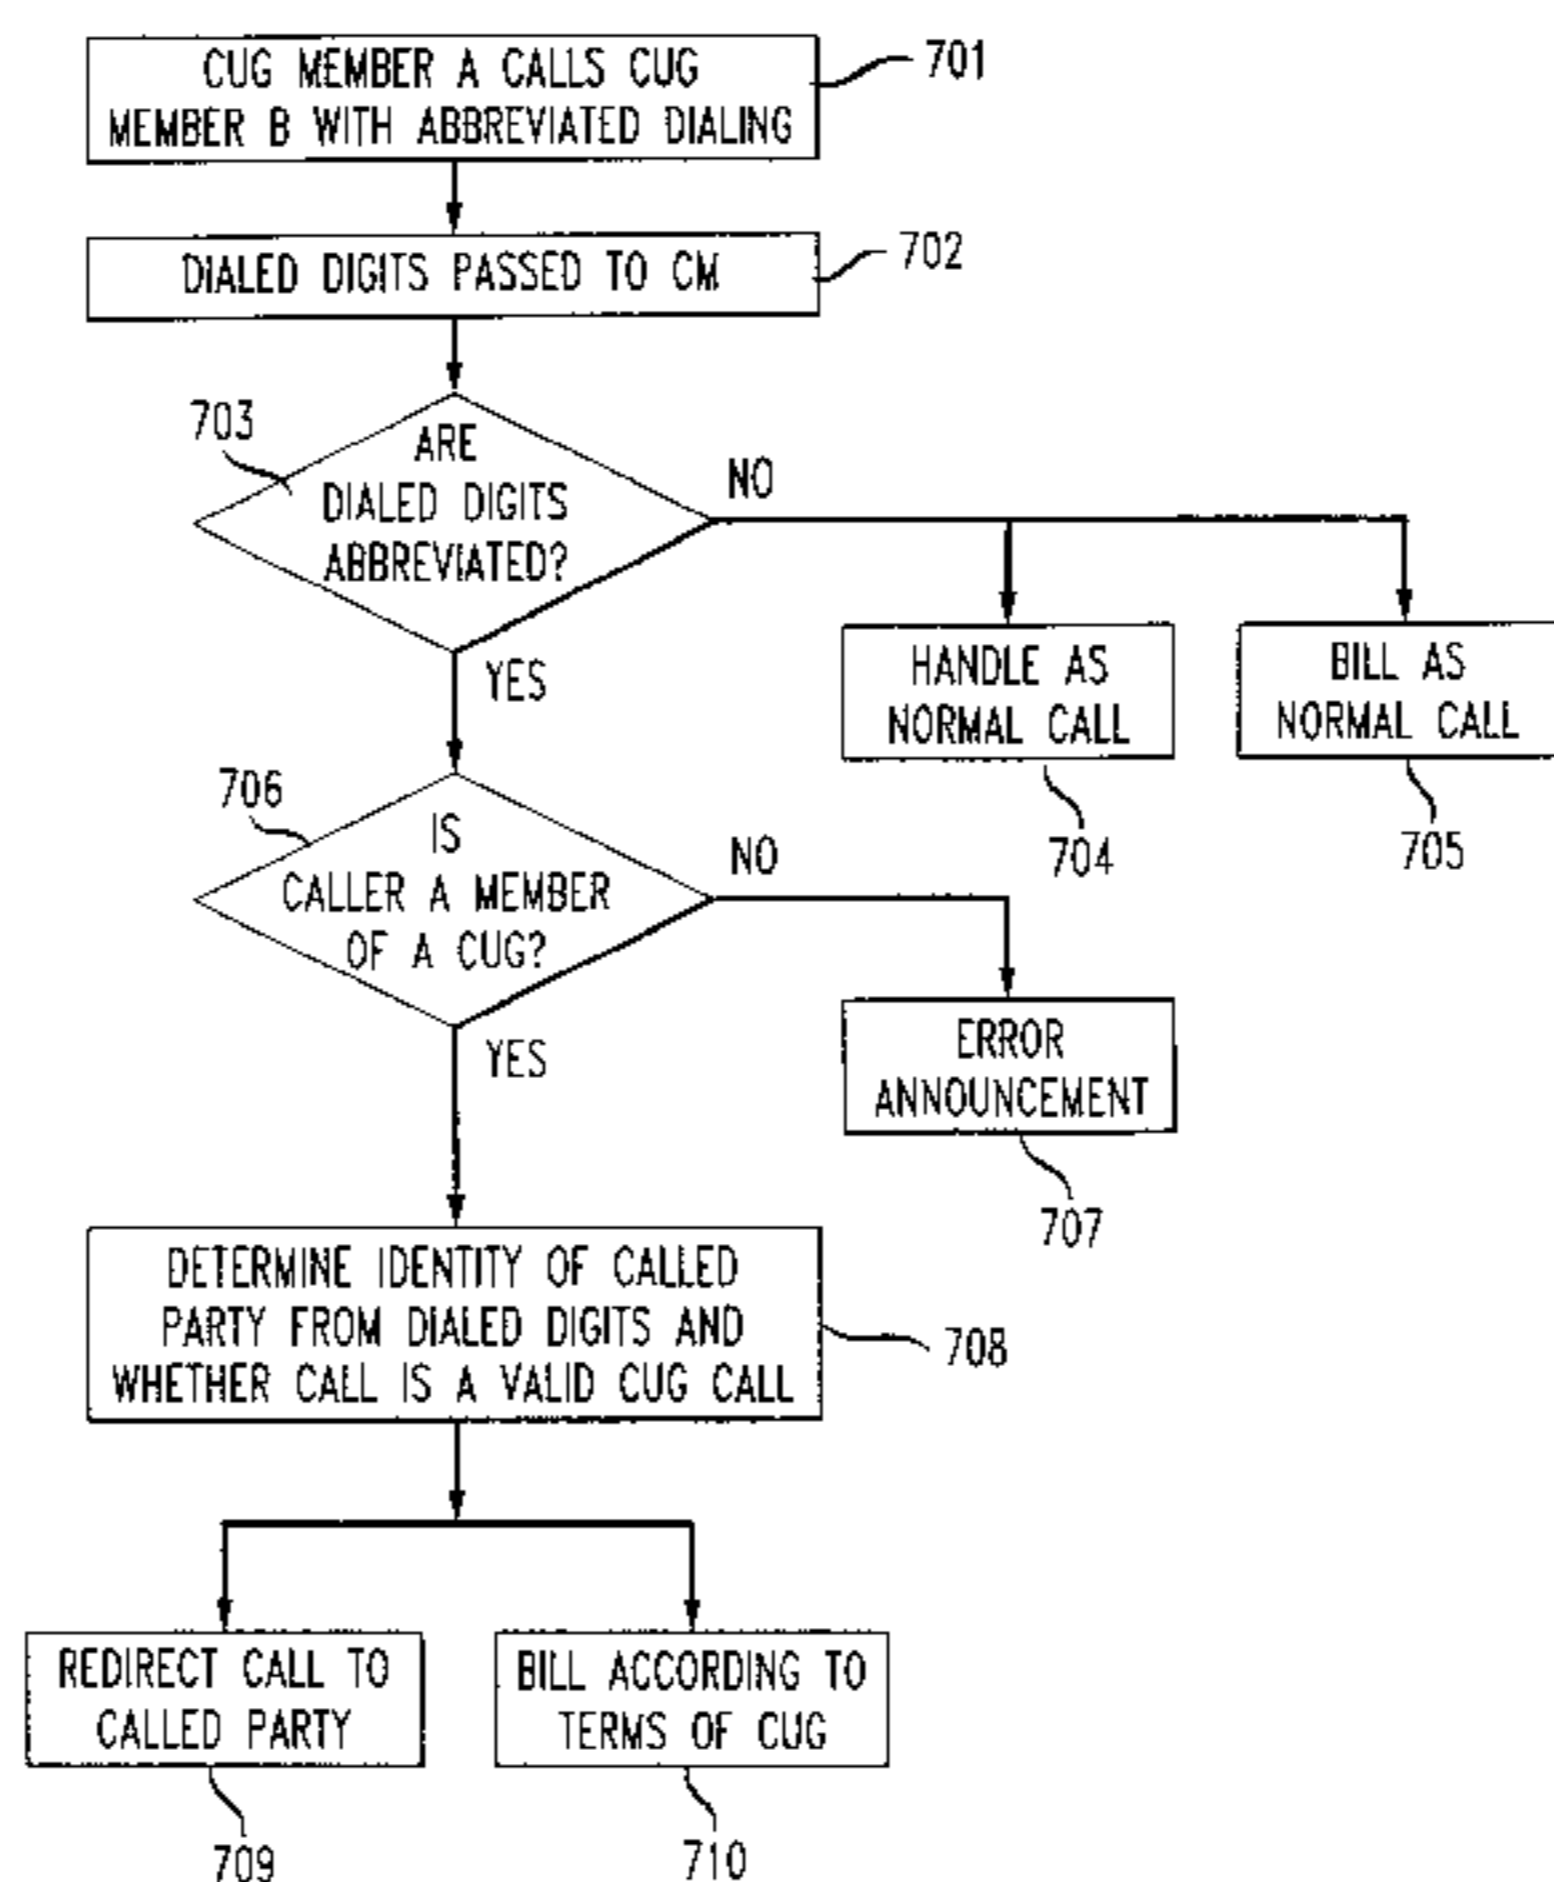 CUG MEMBER A CALLS CUG
MEMBER B WITH ABBREVIATED DIALING
701
DIALED DIGITS PASSED TO CM
702
703
ARE
DIALED DIGITS
ABBREVIATED?
NO
YES
HANDLE AS
NORMAL CALL
704
BILL AS
NORMAL CALL
705
706
IS
CALLER A MEMBER
OF A CUG?
NO
YES
ERROR
ANNOUNCEMENT
707
DETERMINE IDENTITY OF CALLED
PARTY FROM DIALED DIGITS AND
WHETHER CALL IS A VALID CUG CALL
708
REDIRECT CALL TO
CALLED PARTY
709
BILL ACCORDING TO
TERMS OF CUG
710